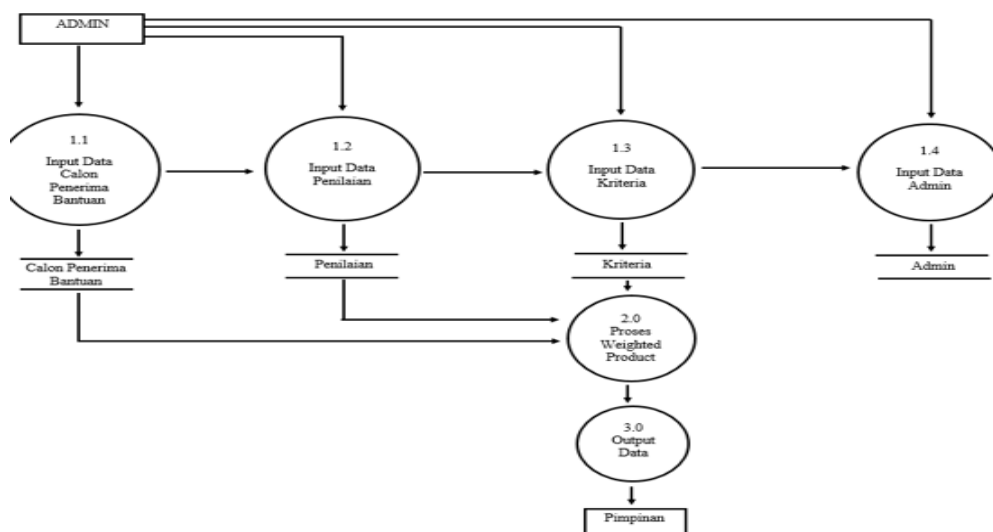 ADMIN
1.1
Input Data
Calon
Penerima
Bantuan
1.2
Input Data
Penilaian
1.3
Input Data
Kriteria
1.4
Input Data
Admin
Calon Penerima
Bantuan
Penilaian
Kriteria
Admin
2.0
Proses
Weighted
Product
3.0
Output
Data
Pimpinan